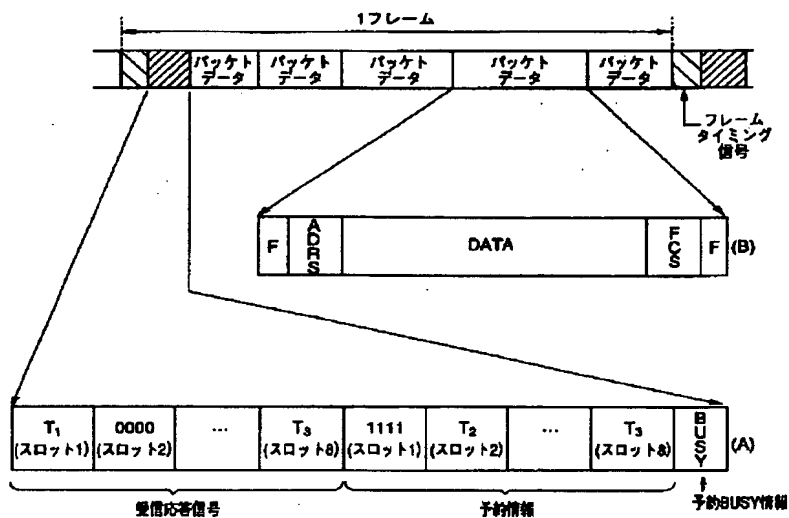 1フレーム
パケット
データ
パケット
データ
パケット
データ
パケット
データ
パケット
データ
フレーム
タイミング
信号
F
ADRS
DATA
FCS
F
(B)
T1
(スロット1)
0000
(スロット2)
…
T3
(スロット8)
1111
(スロット1)
T2
(スロット2)
…
T3
(スロット8)
BUSY
(A)
受信応答信号
予約情報
予約BUSY情報